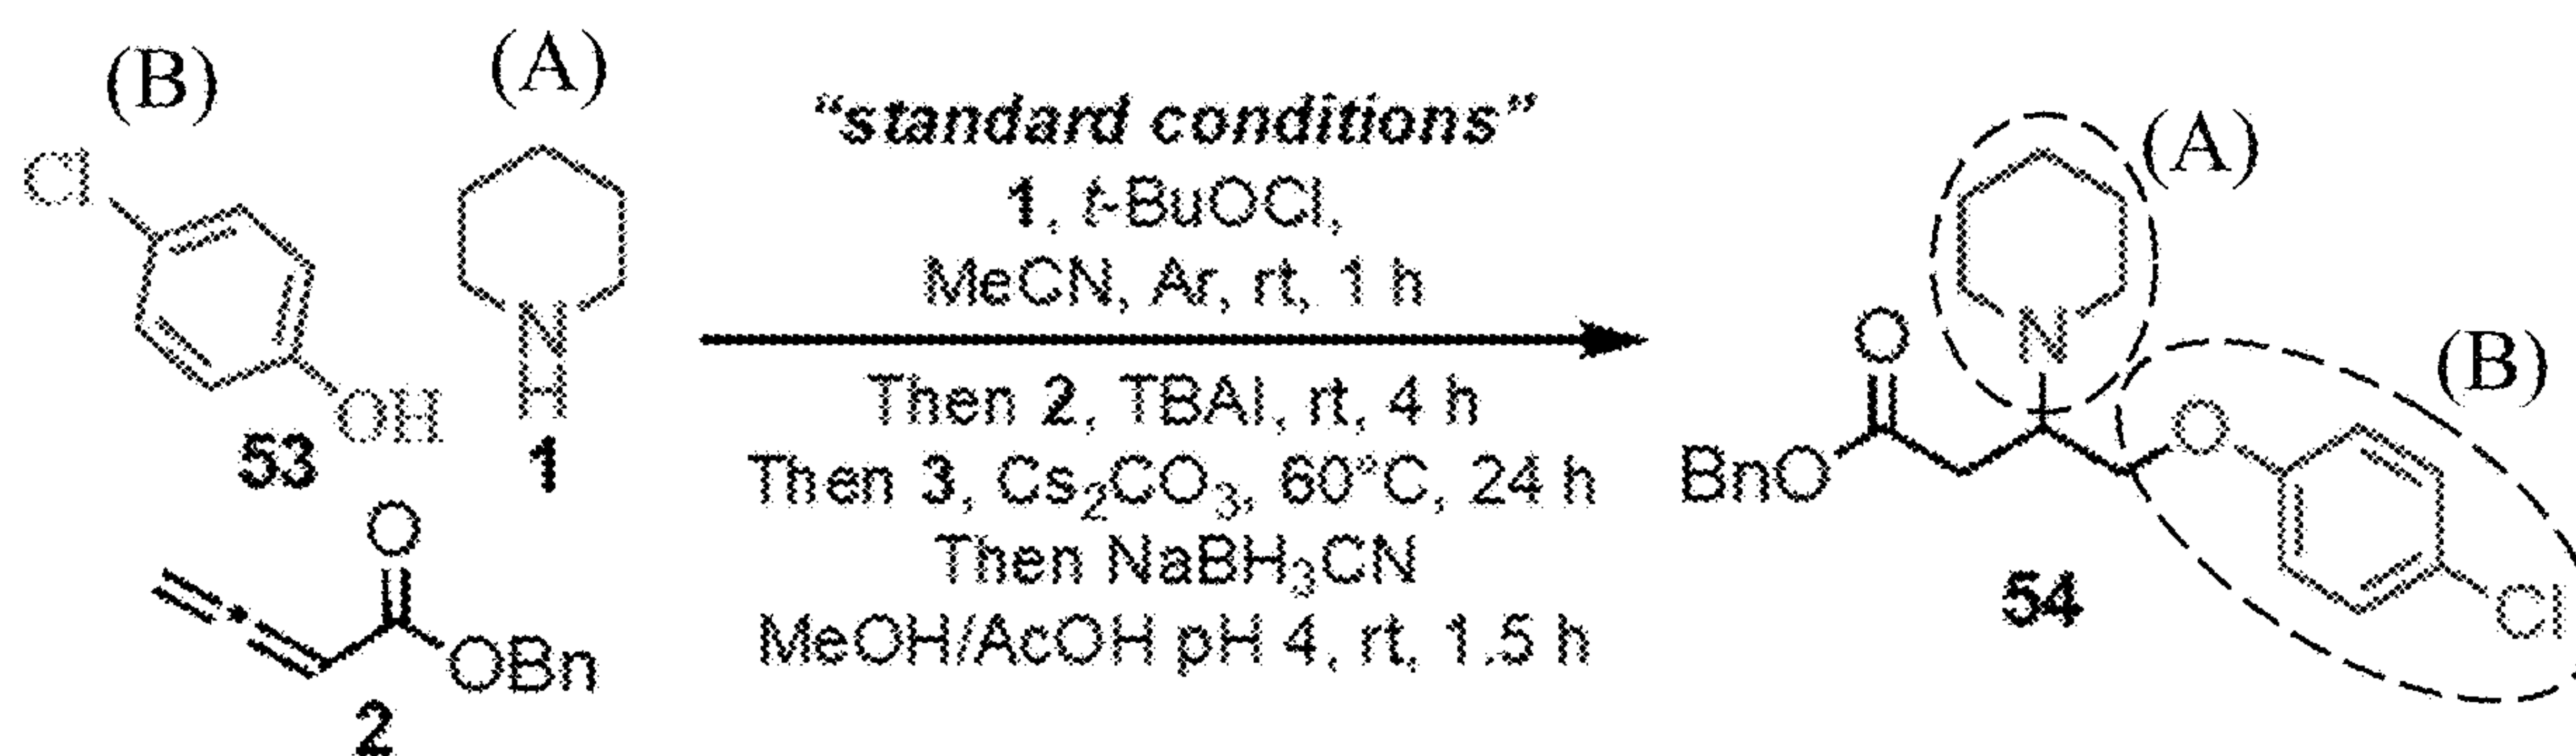 (B)
(A)
Cl
OH
N
H
53
1
O
OBn
2
"standard conditions"
1, t-BuOCl,
MeCN, Ar, rt, 1 h
Then 2, TBAI, rt, 4 h
Then 3, Cs₂CO₃, 60°C, 24 h
Then NaBH₃CN
MeOH/AcOH pH 4, rt, 1.5 h
(A)
N
O
(B)
O
BnO
54
Cl